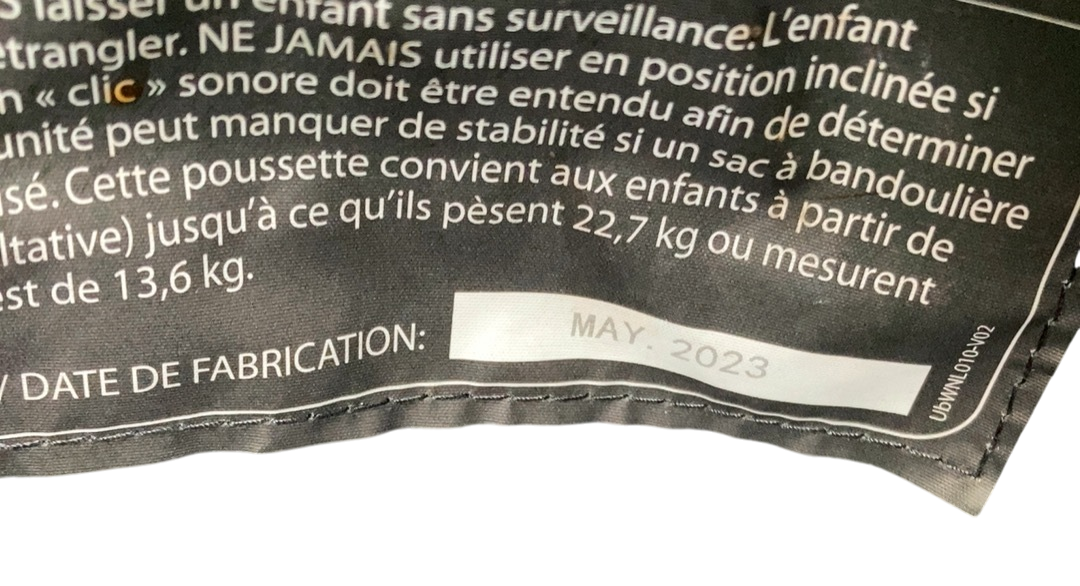 laisser un enfant sans surveillance. L'enfant
étrangler. NE JAMAIS utiliser en position inclinée si
« clic » sonore doit être entendu afin de déterminer
unité peut manquer de stabilité si un sac à bandoulière
Cette poussette convient aux enfants à partir de
jusqu'à ce qu'ils pèsent 22,7 kg ou mesurent
de 13,6 kg.
/ DATE DE FABRICATION: MAY. 2023
UbWNL010-V02